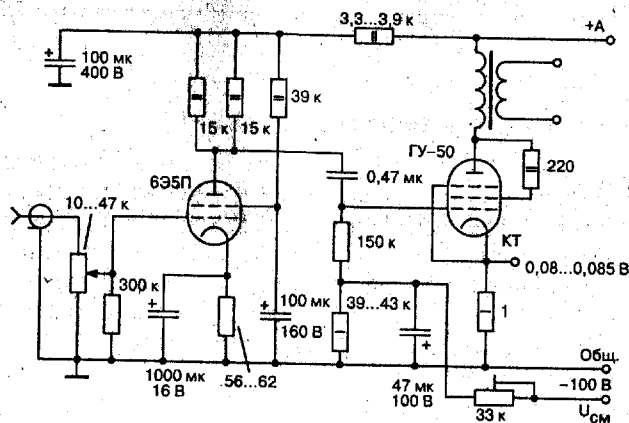 3,3...3,9 к
+А
100 мк
400 В
39 к
15 к
15 к
ГУ-50
220
6Э5П
0,47 мк
10...47 к
КТ
150 к
0,08...0,085 В
300 к
100 мк
160 В
39...43 к
1
1000 мк
16 В
56...62
47 мк
100 В
Общ.
-100 В
33 к
Uсм